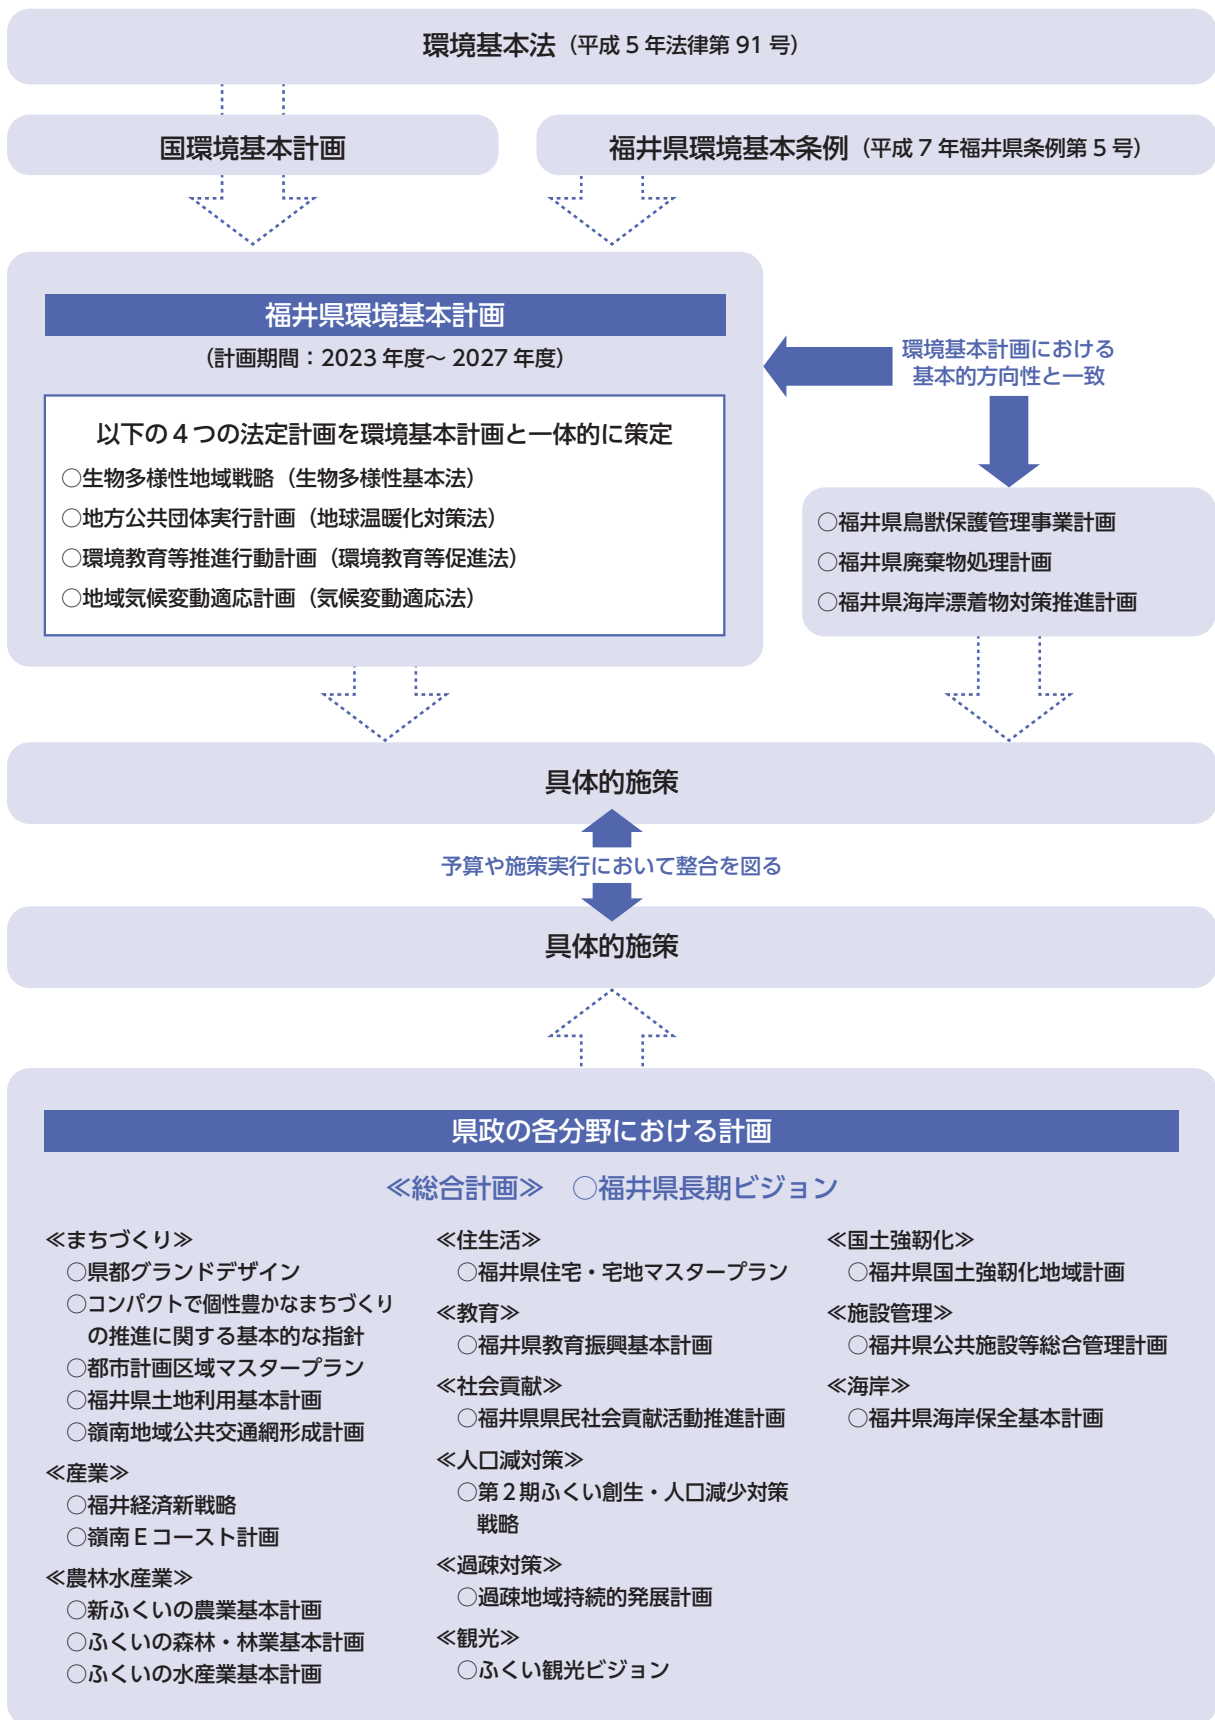 環境基本法（平成５年法律第 91 号）
国環境基本計画
福井県環境基本条例（平成７年福井県条例第５号）
福井県環境基本計画
（計画期間：2023 年度～ 2027 年度）
以下の４つの法定計画を環境基本計画と一体的に策定
○生物多様性地域戦略（生物多様性基本法）
○地方公共団体実行計画（地球温暖化対策法）
○環境教育等推進行動計画（環境教育等促進法）
○地域気候変動適応計画（気候変動適応法）
環境基本計画における
基本的方向性と一致
○福井県鳥獣保護管理事業計画
○福井県廃棄物処理計画
○福井県海岸漂着物対策推進計画
具体的施策
予算や施策実行において整合を図る
具体的施策
県政の各分野における計画
≪総合計画≫　○福井県長期ビジョン
≪まちづくり≫
○県都グランドデザイン
○コンパクトで個性豊かなまちづくり
の推進に関する基本的な指針
○都市計画区域マスタープラン
○福井県土地利用基本計画
○嶺南地域公共交通網形成計画
≪産業≫
○福井経済新戦略
○嶺南Ｅコースト計画
≪農林水産業≫
○新ふくいの農業基本計画
○ふくいの森林・林業基本計画
○ふくいの水産業基本計画
≪住生活≫
○福井県住宅・宅地マスタープラン
≪教育≫
○福井県教育振興基本計画
≪社会貢献≫
○福井県県民社会貢献活動推進計画
≪人口減対策≫
○第２期ふくい創生・人口減少対策
戦略
≪過疎対策≫
○過疎地域持続的発展計画
≪観光≫
○ふくい観光ビジョン
≪国土強靭化≫
○福井県国土強靭化地域計画
≪施設管理≫
○福井県公共施設等総合管理計画
≪海岸≫
○福井県海岸保全基本計画